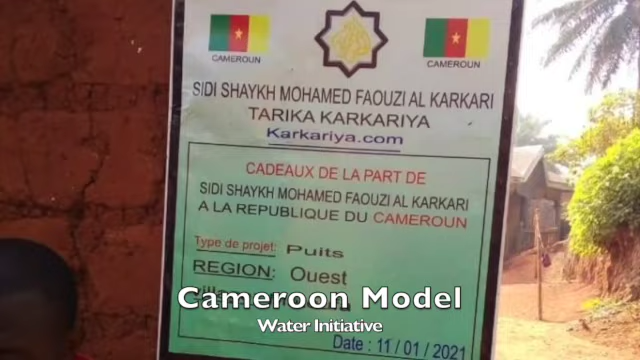 CAMEROUN
CAMEROUN
SIDI SHAYKH MOHAMED FAOUZI AL KARKARI
TARIKA KARKARIYA
Karkariya.com
CADEAUX DE LA PART DE
SIDI SHAYKH MOHAMED FAOUZI AL KARKARI
A LA REPUBLIQUE DU CAMEROUN
Type de projet: Puits
REGION: Ouest
Cameroon Model
Water Initiative
Date : 11 / 01 / 2021